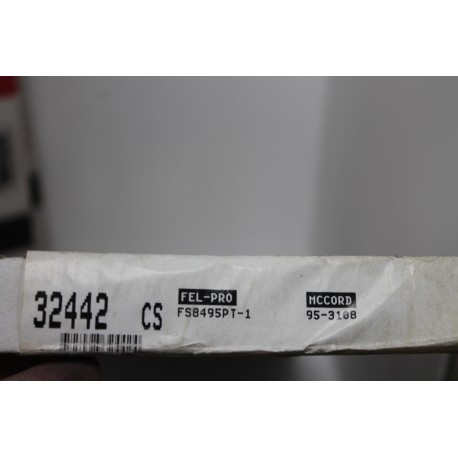 32442 CS
FEL-PRO
FS8495PT-1
MCCORD
95-3108